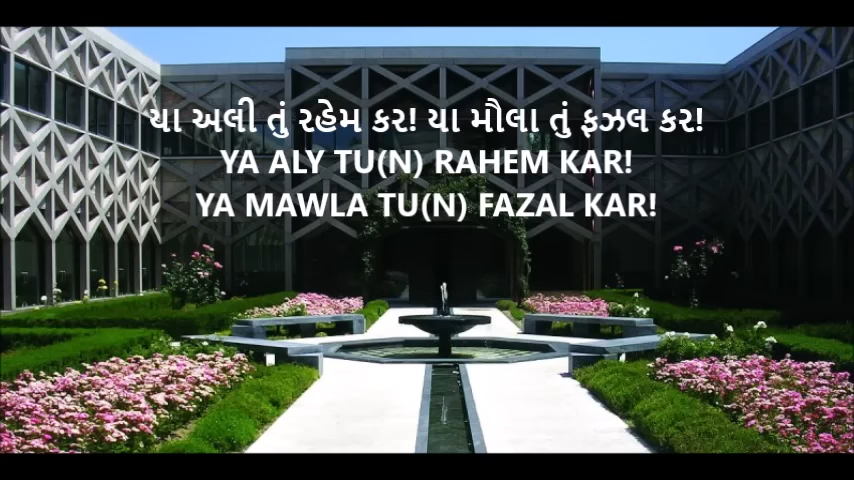 યા અલી તું રહેમ કર! યા મૌલા તું ફઝલ કર!
YA ALY TU(N) RAHEM KAR!
YA MAWLA TU(N) FAZAL KAR!